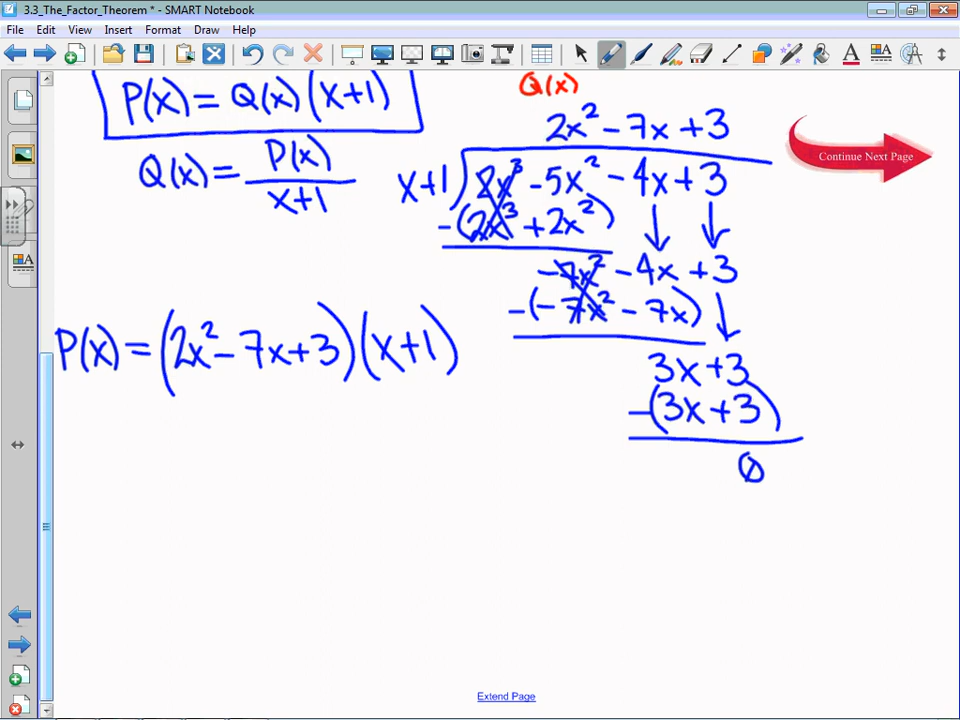 3.3_The_Factor_Theorem * - SMART Notebook
File Edit View Insert Format Draw Help
P(x) = Q(x)(x+1)
Q(x) = P(x) / x+1
Q(x)
2x² - 7x + 3
x+1 ) 2x³ - 5x² - 4x + 3
-(2x³ + 2x²)
-7x² - 4x + 3
-(-7x² - 7x)
3x + 3
-(3x + 3)
0
P(x) = (2x² - 7x + 3)(x + 1)
Continue Next Page
Extend Page